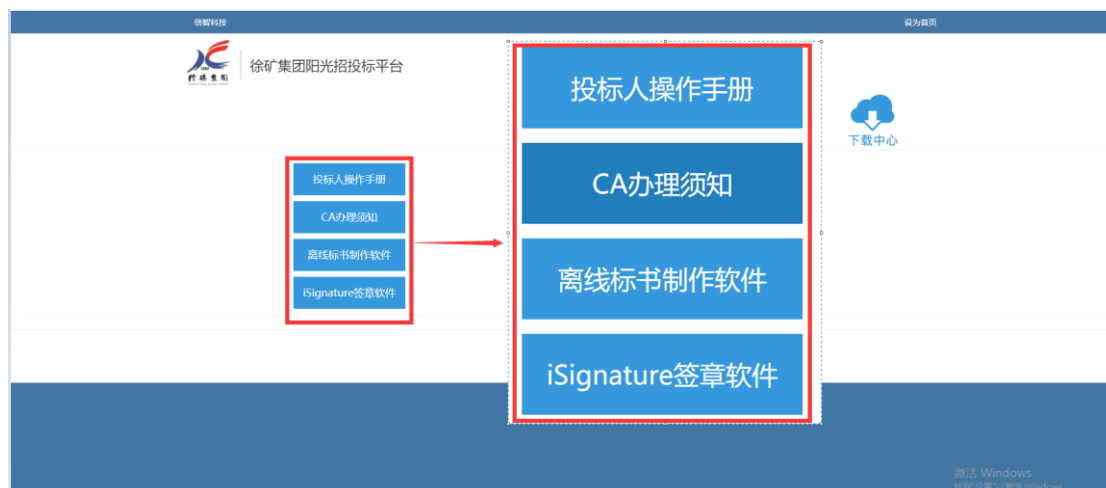 信智科技
设为首页
徐矿集团
徐矿集团阳光招投标平台
下载中心
投标人操作手册
CA办理须知
离线标书制作软件
iSignature签章软件
投标人操作手册
CA办理须知
离线标书制作软件
iSignature签章软件
激活 Windows